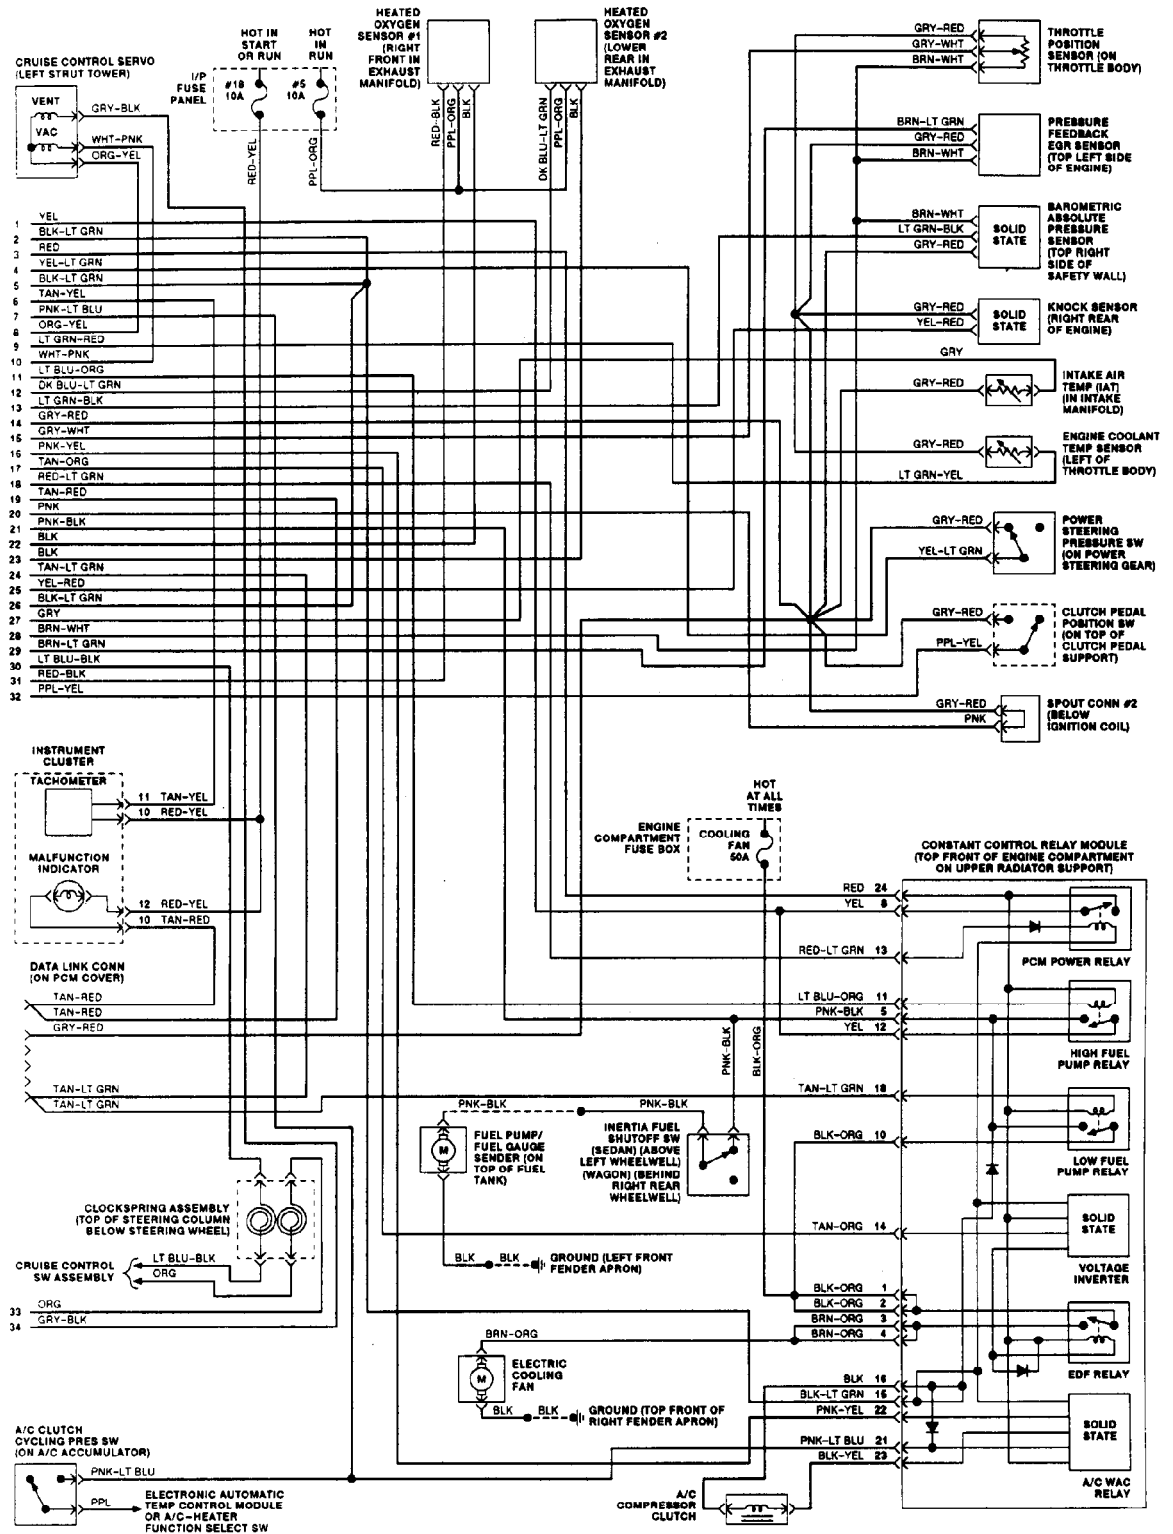 CRUISE CONTROL SERVO
(LEFT STRUT TOWER)
VENT
VAC
GRY-BLK
WHT-PNK
ORG-YEL
HOT IN
START
OR RUN
HOT
IN
RUN
I/P
FUSE
PANEL
#18
10A
#5
10A
RED-YEL
PPL-ORG
HEATED
OXYGEN
SENSOR #1
(RIGHT
FRONT IN
EXHAUST
MANIFOLD)
RED-BLK
PPL-ORG
BLK
HEATED
OXYGEN
SENSOR #2
(LOWER
REAR IN
EXHAUST
MANIFOLD)
DK BLU-LT GRN
PPL-ORG
BLK
GRY-RED
GRY-WHT
BRN-WHT
THROTTLE
POSITION
SENSOR (ON
THROTTLE BODY)
BRN-LT GRN
GRY-RED
BRN-WHT
PRESSURE
FEEDBACK
EGR SENSOR
(TOP LEFT SIDE
OF ENGINE)
BRN-WHT
LT GRN-BLK
GRY-RED
SOLID
STATE
BAROMETRIC
ABSOLUTE
PRESSURE
SENSOR
(TOP RIGHT
SIDE OF
SAFETY WALL)
GRY-RED
YEL-RED
SOLID
STATE
KNOCK SENSOR
(RIGHT REAR
OF ENGINE)
GRY
GRY-RED
INTAKE AIR
TEMP (IAT)
(IN INTAKE
MANIFOLD)
GRY-RED
LT GRN-YEL
ENGINE COOLANT
TEMP SENSOR
(LEFT OF
THROTTLE BODY)
GRY-RED
YEL-LT GRN
POWER
STEERING
PRESSURE SW
(ON POWER
STEERING GEAR)
GRY-RED
PPL-YEL
CLUTCH PEDAL
POSITION SW
(ON TOP OF
CLUTCH PEDAL
SUPPORT)
GRY-RED
PNK
SPOUT CONN #2
(BELOW
IGNITION COIL)
1 YEL
2 BLK-LT GRN
3 RED
4 YEL-LT GRN
5 BLK-LT GRN
6 TAN-YEL
7 PNK-LT BLU
8 ORG-YEL
9 LT GRN-RED
10 WHT-PNK
11 LT BLU-ORG
12 DK BLU-LT GRN
13 LT GRN-BLK
14 GRY-RED
15 GRY-WHT
16 PNK-YEL
17 TAN-ORG
18 RED-LT GRN
19 TAN-RED
20 PNK
21 PNK-BLK
22 BLK
23 BLK
24 TAN-LT GRN
25 YEL-RED
26 BLK-LT GRN
27 GRY
28 BRN-WHT
29 BRN-LT GRN
30 LT BLU-BLK
31 RED-BLK
32 PPL-YEL
INSTRUMENT
CLUSTER
TACHOMETER
11 TAN-YEL
10 RED-YEL
MALFUNCTION
INDICATOR
12 RED-YEL
10 TAN-RED
DATA LINK CONN
(ON PCM COVER)
TAN-RED
TAN-RED
GRY-RED
TAN-LT GRN
TAN-LT GRN
HOT
AT ALL
TIMES
ENGINE
COMPARTMENT
FUSE BOX
COOLING
FAN
50A
CONSTANT CONTROL RELAY MODULE
(TOP FRONT OF ENGINE COMPARTMENT
ON UPPER RADIATOR SUPPORT)
RED 24
YEL 8
RED-LT GRN 13
PCM POWER RELAY
LT BLU-ORG 11
PNK-BLK 5
YEL 12
HIGH FUEL
PUMP RELAY
PNK-BLK
BLK-ORG
TAN-LT GRN 18
BLK-ORG 10
LOW FUEL
PUMP RELAY
PNK-BLK
PNK-BLK
M
FUEL PUMP/
FUEL GAUGE
SENDER (ON
TOP OF FUEL
TANK)
INERTIA FUEL
SHUTOFF SW
(SEDAN) (ABOVE
LEFT WHEELWELL)
(WAGON) (BEHIND
RIGHT REAR
WHEELWELL)
BLK
BLK
GROUND (LEFT FRONT
FENDER APRON)
TAN-ORG 14
SOLID
STATE
VOLTAGE
INVERTER
CLOCKSPRING ASSEMBLY
(TOP OF STEERING COLUMN
BELOW STEERING WHEEL)
CRUISE CONTROL
SW ASSEMBLY
LT BLU-BLK
ORG
33 ORG
34 GRY-BLK
BLK-ORG 1
BLK-ORG 2
BRN-ORG 3
BRN-ORG 4
EDF RELAY
BRN-ORG
M
ELECTRIC
COOLING
FAN
BLK
BLK
GROUND (TOP FRONT OF
RIGHT FENDER APRON)
BLK 16
BLK-LT GRN 15
PNK-YEL 22
PNK-LT BLU 21
BLK-YEL 23
SOLID
STATE
A/C WAC
RELAY
A/C
COMPRESSOR
CLUTCH
A/C CLUTCH
CYCLING PRES SW
(ON A/C ACCUMULATOR)
PNK-LT BLU
PPL
ELECTRONIC AUTOMATIC
TEMP CONTROL MODULE
OR A/C-HEATER
FUNCTION SELECT SW